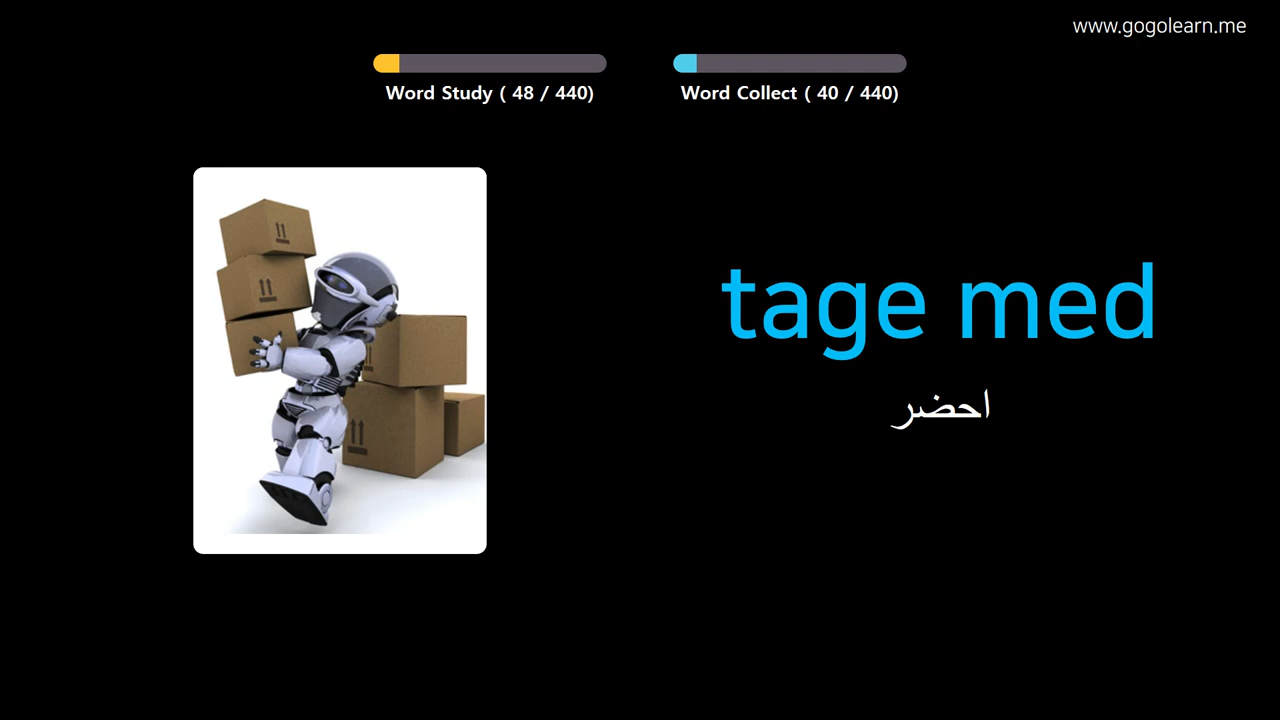 www.gogolearn.me
Word Study ( 48 / 440)
Word Collect ( 40 / 440)
tage med
احضر